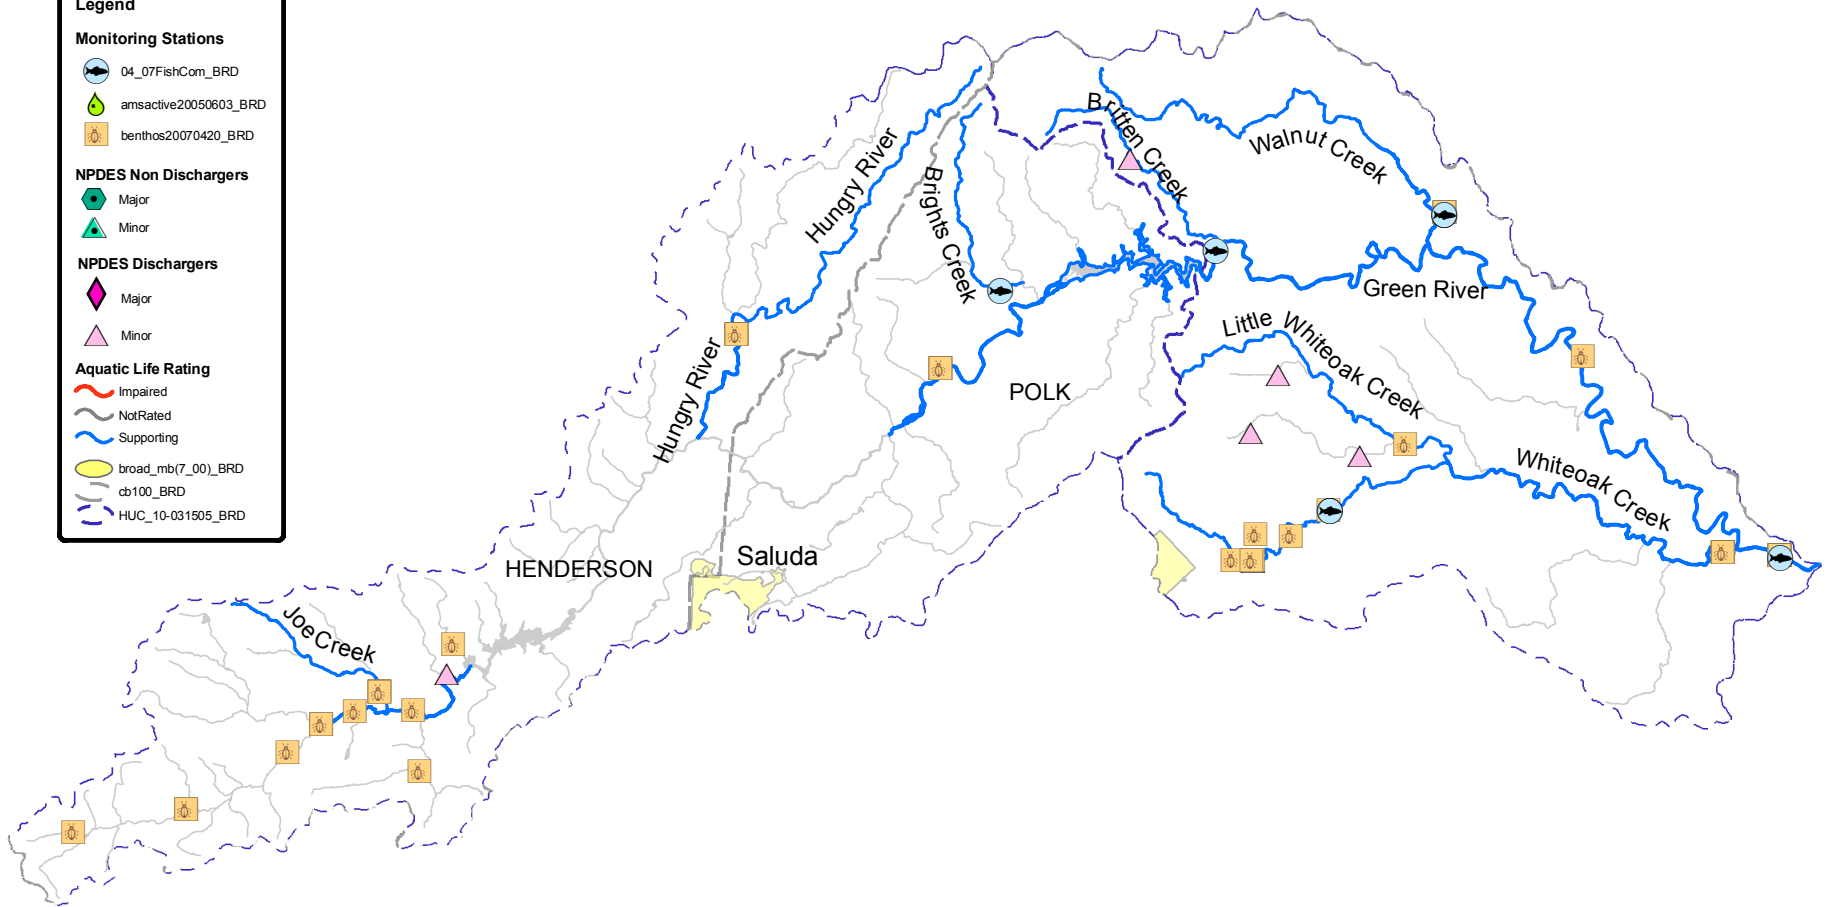 Legend
Monitoring Stations
04_07FishCom_BRD
amsactive20050603_BRD
benthos20070420_BRD
NPDES Non Dischargers
Major
Minor
NPDES Dischargers
Major
Minor
Aquatic Life Rating
Impaired
NotRated
Supporting
broad_mb(7_00)_BRD
cb100_BRD
HUC_10-031505_BRD
Hungry River
Hungry River
Brights Creek
Britten Creek
Walnut Creek
Green River
Little Whiteoak Creek
POLK
Whiteoak Creek
Saluda
HENDERSON
JoeCreek